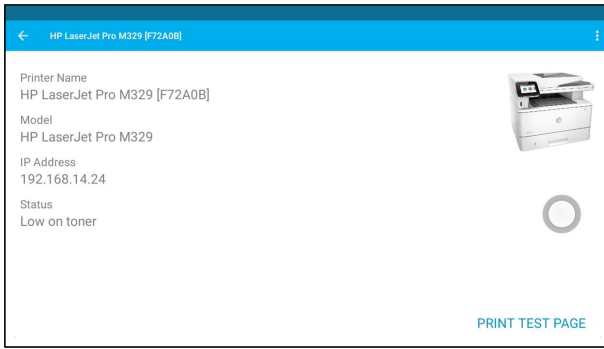 HP LaserJet Pro M329 [F72A0B]
Printer Name
HP LaserJet Pro M329 [F72A0B]
Model
HP LaserJet Pro M329
IP Address
192.168.14.24
Status
Low on toner
PRINT TEST PAGE